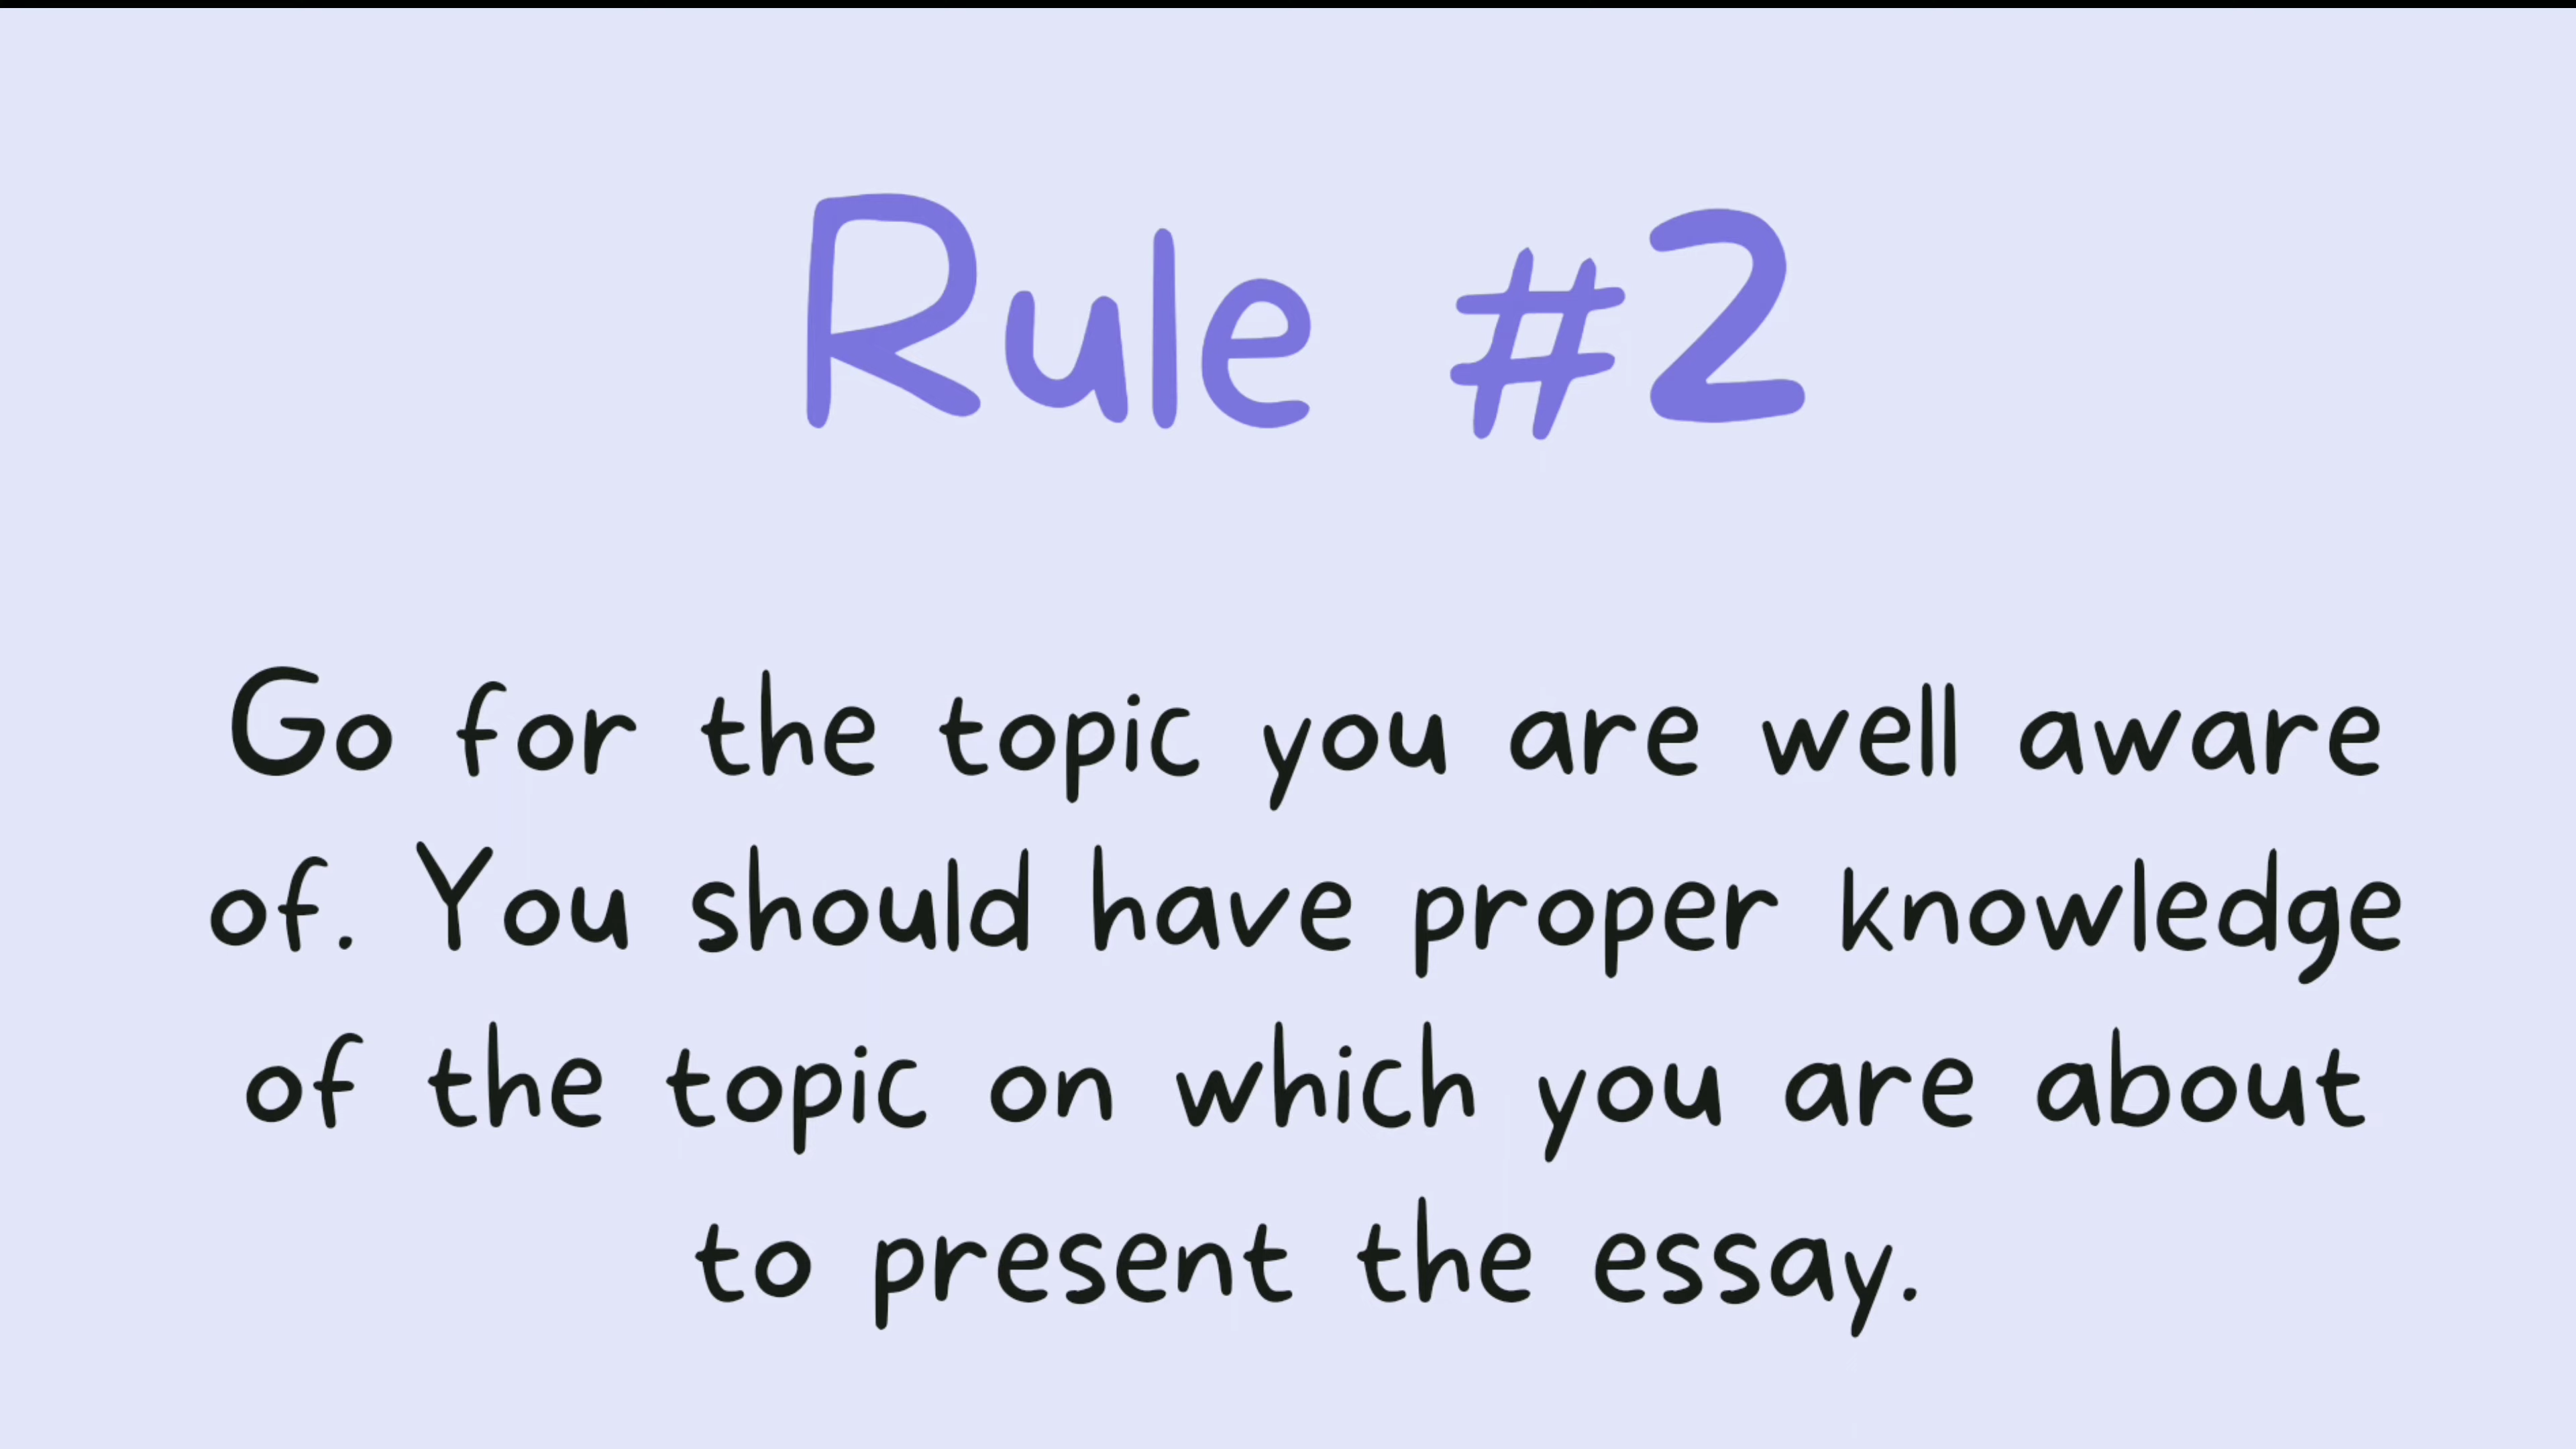 Rule #2
Go for the topic you are well aware
of. You should have proper knowledge
of the topic on which you are about
to present the essay.